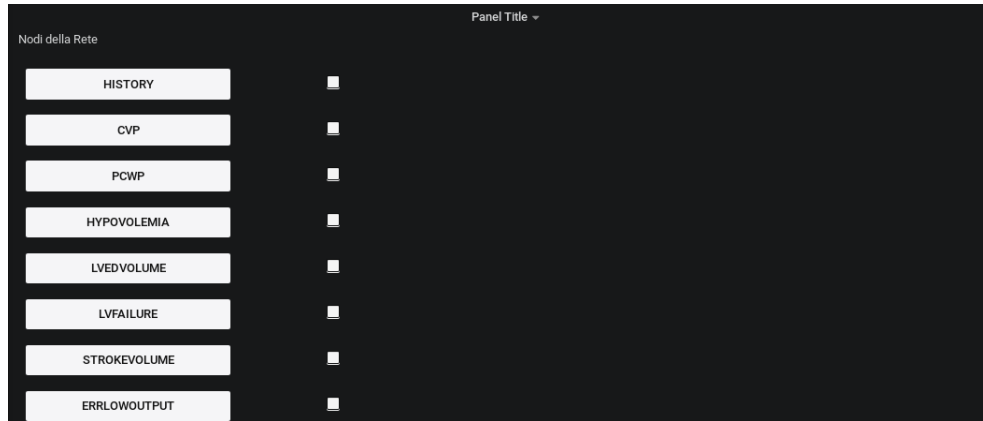 Panel Title
Nodi della Rete
HISTORY
CVP
PCWP
HYPOVOLEMIA
LVEDVOLUME
LVFAILURE
STROKEVOLUME
ERRLOWOUTPUT